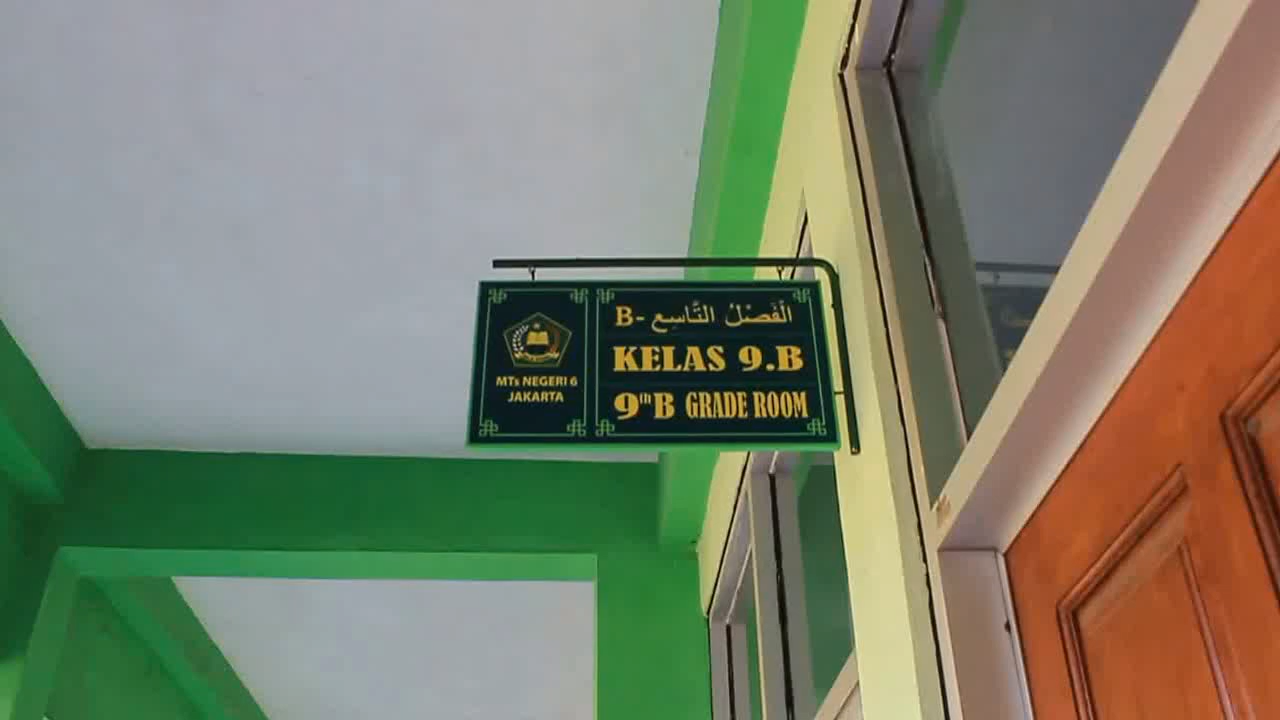 MTs NEGERI 6
JAKARTA
الْفَصْلُ التَّاسِع -B
KELAS 9.B
9th B GRADE ROOM